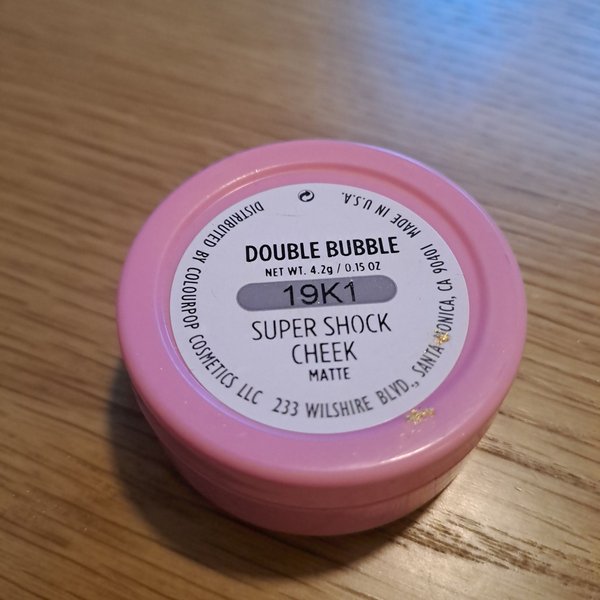 DOUBLE BUBBLE
NET WT. 4.2g / 0.15 OZ
19K1
SUPER SHOCK
CHEEK
MATTE
DISTRIBUTED BY COLOURPOP COSMETICS LLC 233 WILSHIRE BLVD., SANTA MONICA, CA 90401 MADE IN U.S.A.